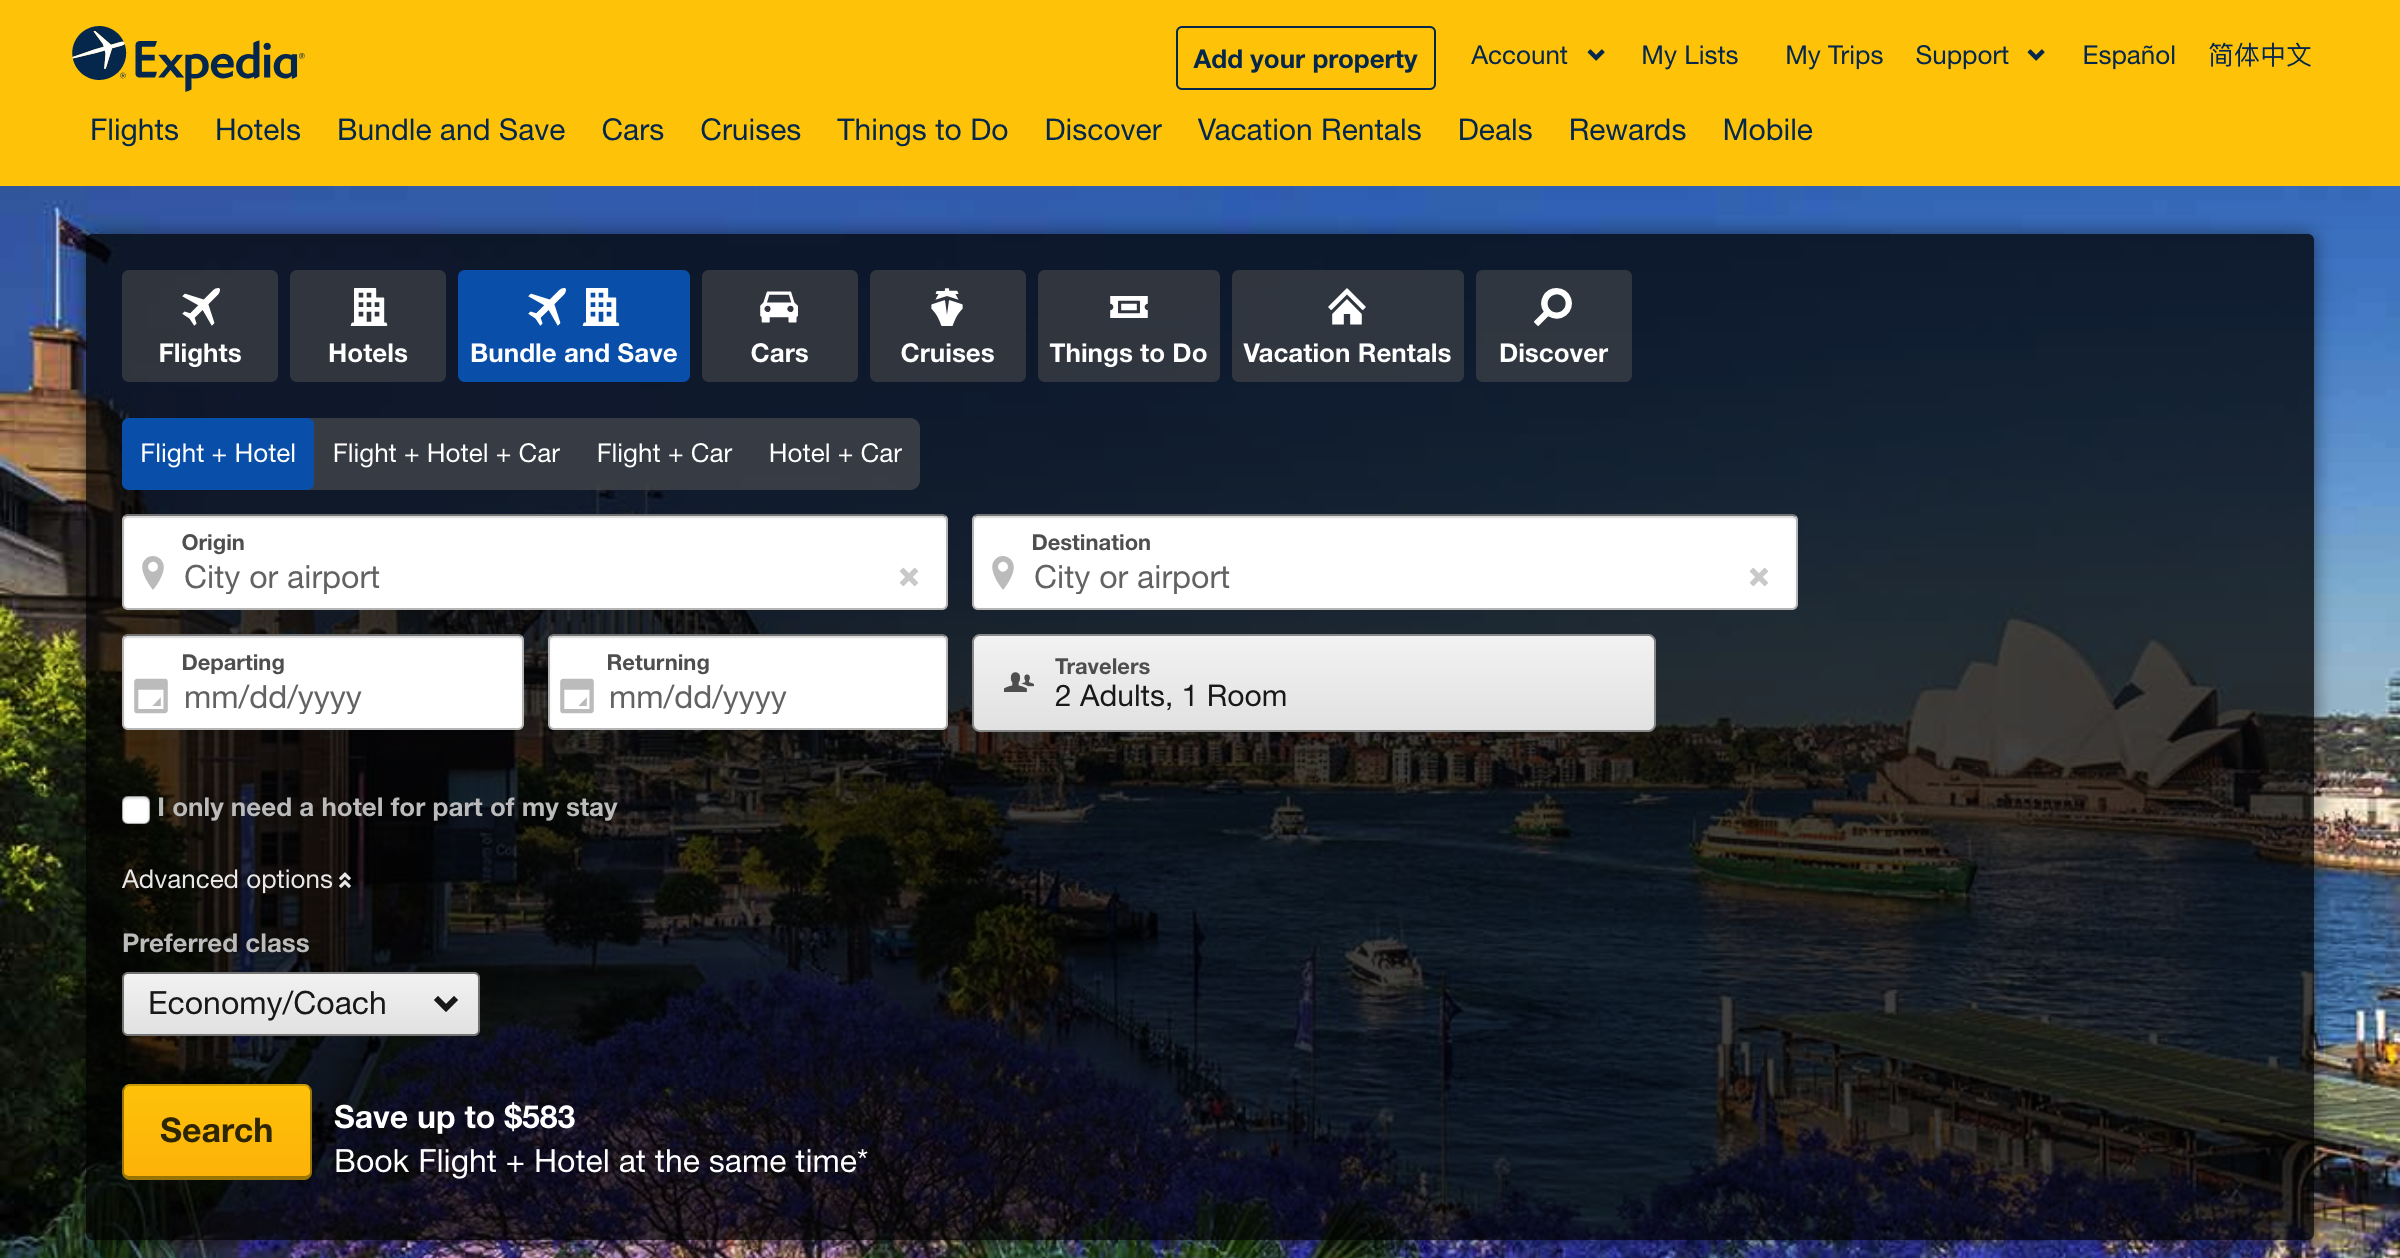 Expedia
Add your property
Account
My Lists
My Trips
Support
Español
简体中文
Flights
Hotels
Bundle and Save
Cars
Cruises
Things to Do
Discover
Vacation Rentals
Deals
Rewards
Mobile
Flights
Hotels
Bundle and Save
Cars
Cruises
Things to Do
Vacation Rentals
Discover
Flight + Hotel
Flight + Hotel + Car
Flight + Car
Hotel + Car
Origin
City or airport
Destination
City or airport
Departing
mm/dd/yyyy
Returning
mm/dd/yyyy
Travelers
2 Adults, 1 Room
I only need a hotel for part of my stay
Advanced options
Preferred class
Economy/Coach
Search
Save up to $583
Book Flight + Hotel at the same time*